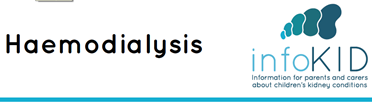 Haemodialysis
infoKID
Information for parents and carers
about children's kidney conditions